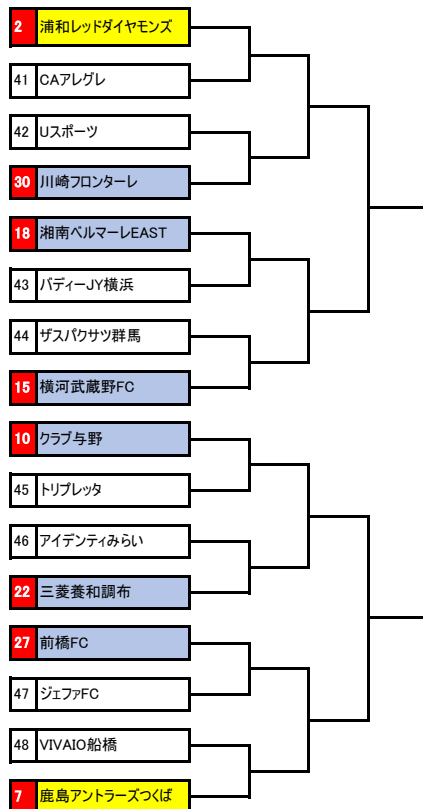 2 浦和レッドダイヤモンズ
41 CAアレグレ
42 Uスポーツ
30 川崎フロンターレ
18 湘南ベルマーレEAST
43 バディーJY横浜
44 ザスパクサツ群馬
15 横河武蔵野FC
10 クラブ与野
45 トリプレッタ
46 アイデンティみらい
22 三菱養和調布
27 前橋FC
47 ジェファFC
48 VIVAIO船橋
7 鹿島アントラーズつくば